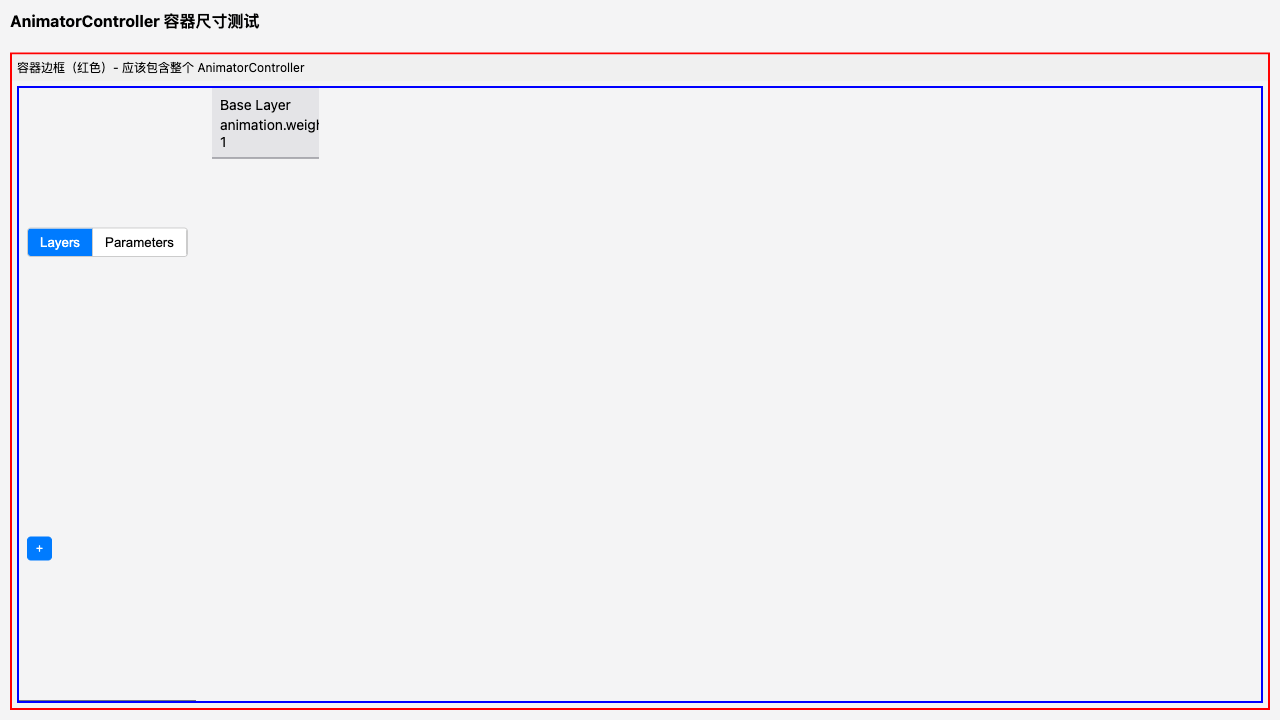 AnimatorController 容器尺寸测试
容器边框（红色）- 应该包含整个 AnimatorController
Base Layer
animation.weigh
1
Layers
Parameters
+